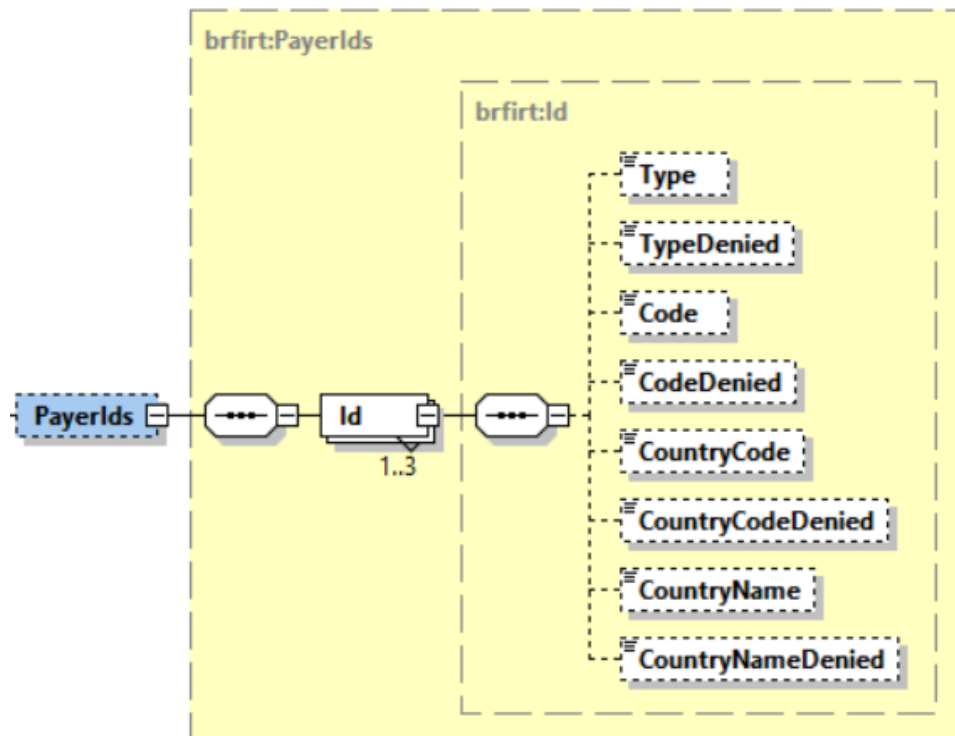 brfirt:PayerIds
brfirt:Id
Type
TypeDenied
Code
CodeDenied
PayerIds
Id
1..3
CountryCode
CountryCodeDenied
CountryName
CountryNameDenied